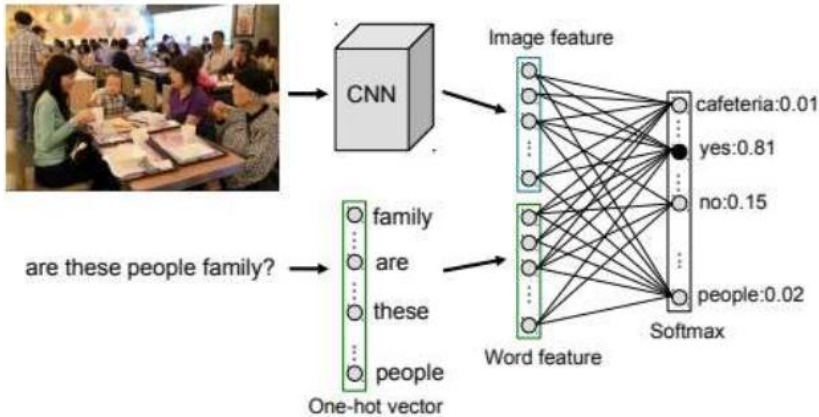 Image feature
CNN
cafeteria:0.01
yes:0.81
no:0.15
people:0.02
Softmax
are these people family?
family
are
these
people
One-hot vector
Word feature